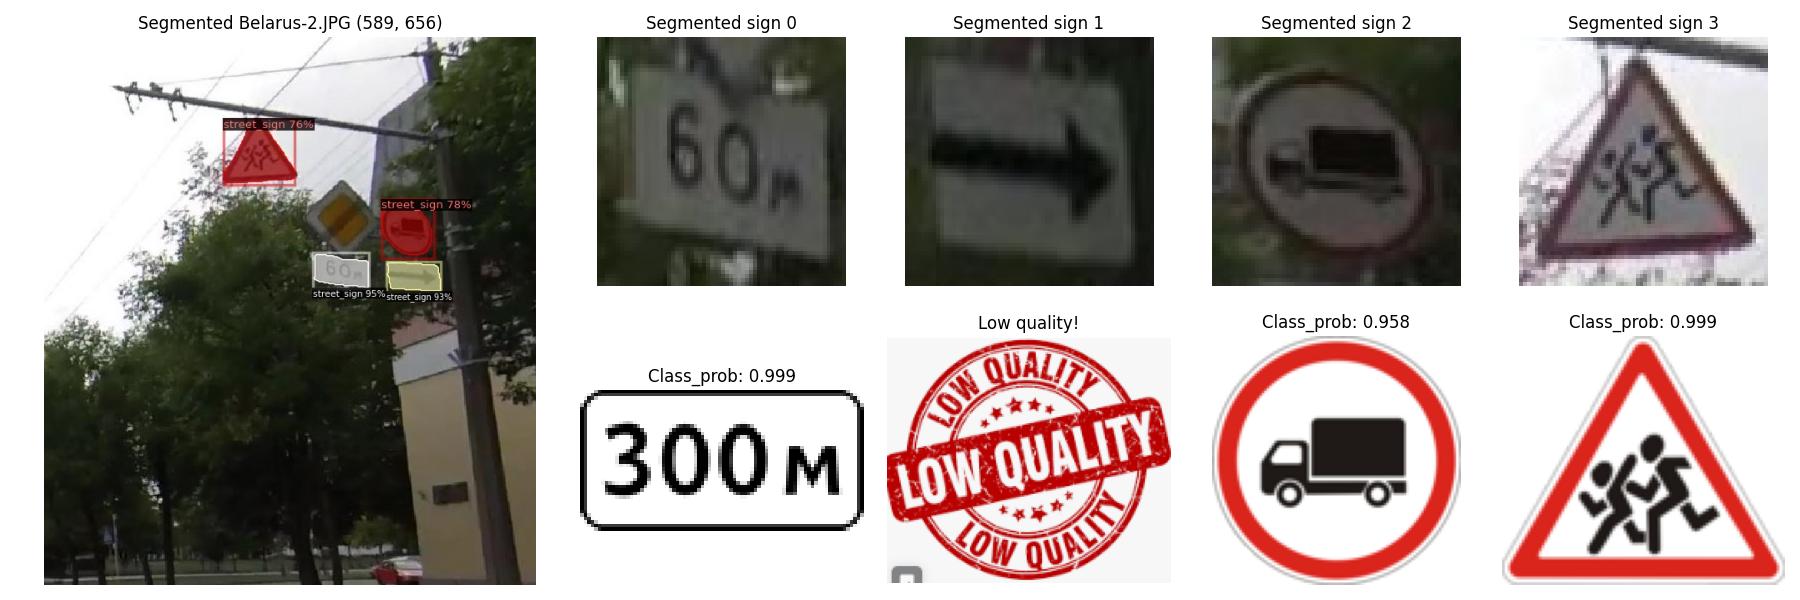 Segmented Belarus-2.JPG (589, 656)
street_sign 76%
street_sign 78%
60м
street_sign 95%
street_sign 93%
Segmented sign 0
60м
Segmented sign 1
Segmented sign 2
Segmented sign 3
Class_prob: 0.999
300 м
Low quality!
LOW QUALITY
LOW QUALITY
LOW QUALITY
Class_prob: 0.958
Class_prob: 0.999